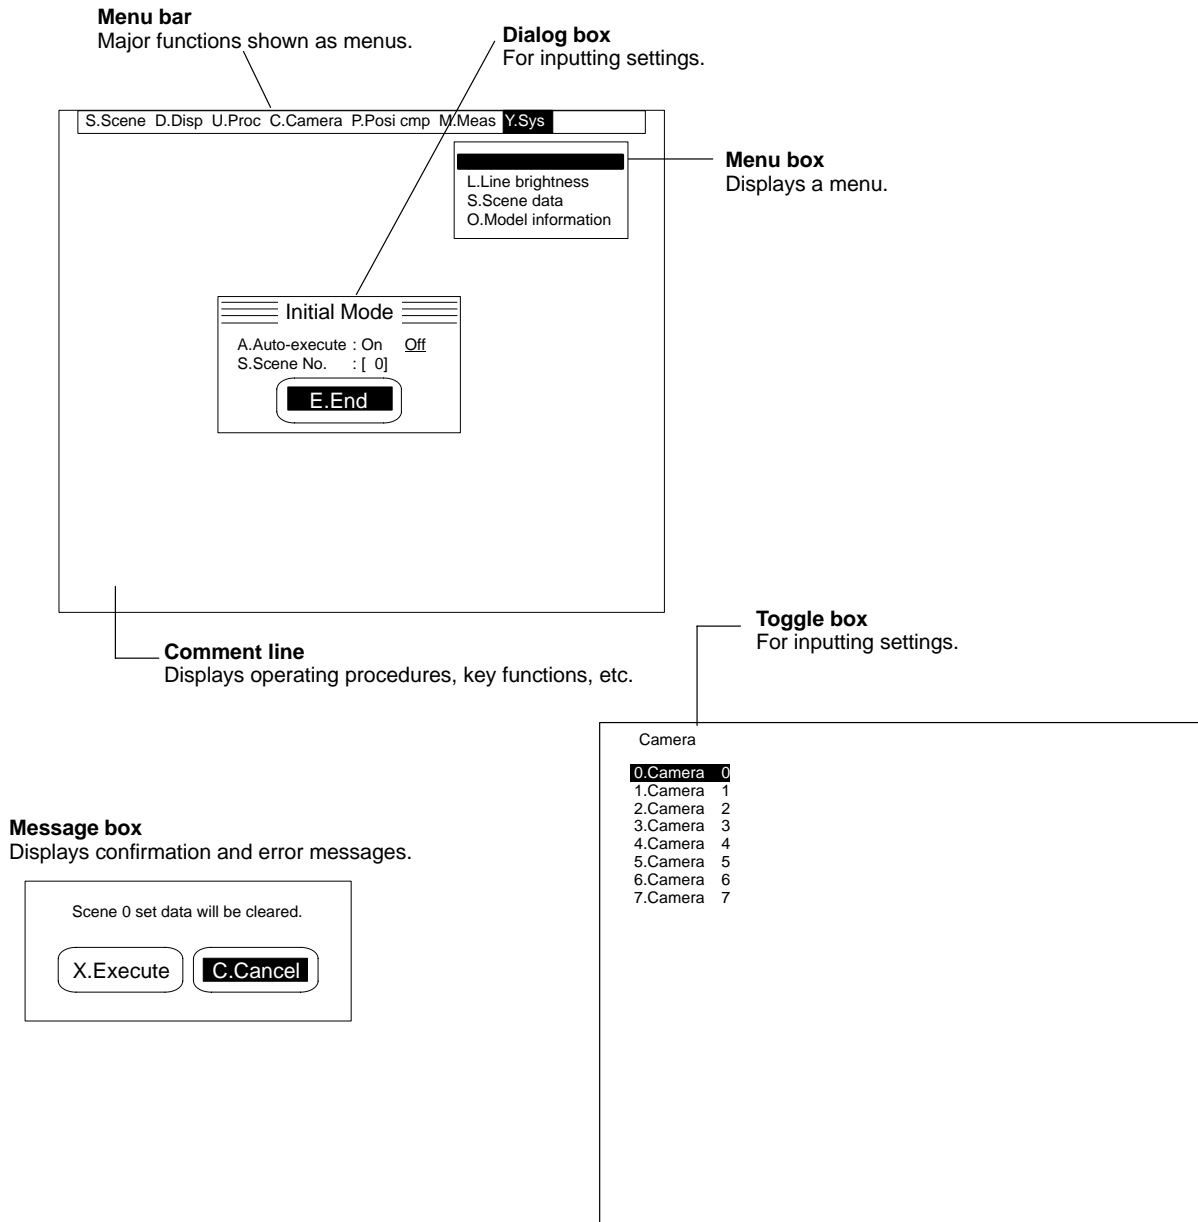 Menu bar
Major functions shown as menus.
Dialog box
For inputting settings.
S.Scene D.Disp U.Proc C.Camera P.Posi cmp M.Meas Y.Sys
Menu box
Displays a menu.
L.Line brightness
S.Scene data
O.Model information
Initial Mode
A.Auto-execute : On Off
S.Scene No. : [ 0]
E.End
Comment line
Displays operating procedures, key functions, etc.
Toggle box
For inputting settings.
Camera
0.Camera 0
1.Camera 1
2.Camera 2
3.Camera 3
4.Camera 4
5.Camera 5
6.Camera 6
7.Camera 7
Message box
Displays confirmation and error messages.
Scene 0 set data will be cleared.
X.Execute C.Cancel